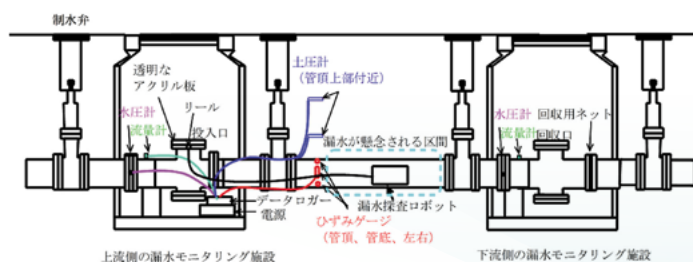 制水弁
透明な
アクリル板
リール
水圧計
流量計
投入口
土圧計
（管頂上部付近）
漏水が懸念される区間
データロガー
電源
漏水探査ロボット
ひずみゲージ
（管頂、管底、左右）
上流側の漏水モニタリング施設
水圧計
流量計
回収用ネット
回収口
下流側の漏水モニタリング施設